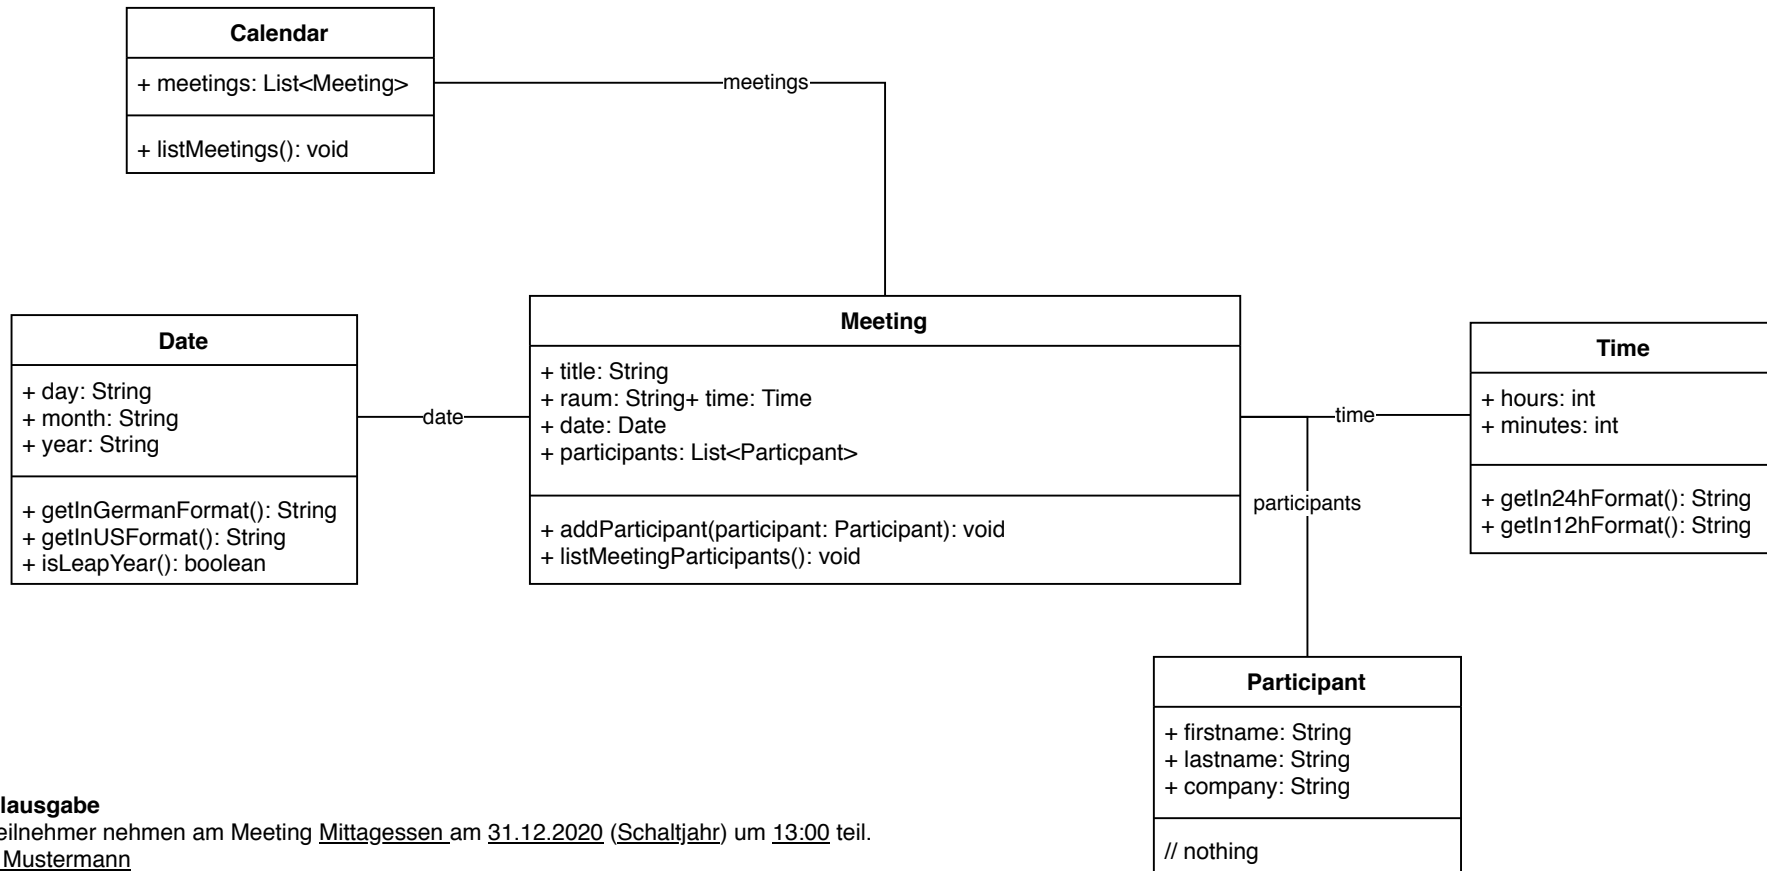 Calendar
+ meetings: List<Meeting>
+ listMeetings(): void
meetings
Date
+ day: String
+ month: String
+ year: String
+ getInGermanFormat(): String
+ getInUSFormat(): String
+ isLeapYear(): boolean
date
Meeting
+ title: String
+ raum: String+ time: Time
+ date: Date
+ participants: List<Particpant>
+ addParticipant(participant: Participant): void
+ listMeetingParticipants(): void
time
participants
Time
+ hours: int
+ minutes: int
+ getIn24hFormat(): String
+ getIn12hFormat(): String
Participant
+ firstname: String
+ lastname: String
+ company: String
// nothing
lausgabe
eilnehmer nehmen am Meeting Mittagessen am 31.12.2020 (Schaltjahr) um 13:00 teil.
Mustermann